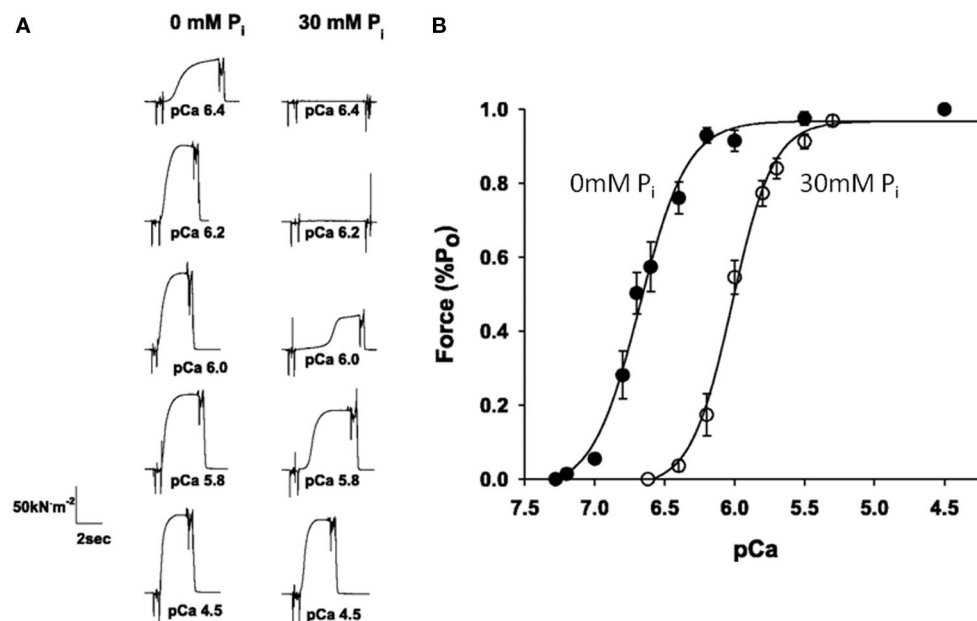 A
0 mM Pi
30 mM Pi
pCa 6.4
pCa 6.4
pCa 6.2
pCa 6.2
pCa 6.0
pCa 6.0
pCa 5.8
pCa 5.8
50kN·m-2
2sec
pCa 4.5
pCa 4.5
B
1.0
0.8
0.6
0.4
0.2
0.0
Force (%PO)
0mM Pi
30mM Pi
7.5 7.0 6.5 6.0 5.5 5.0 4.5
pCa